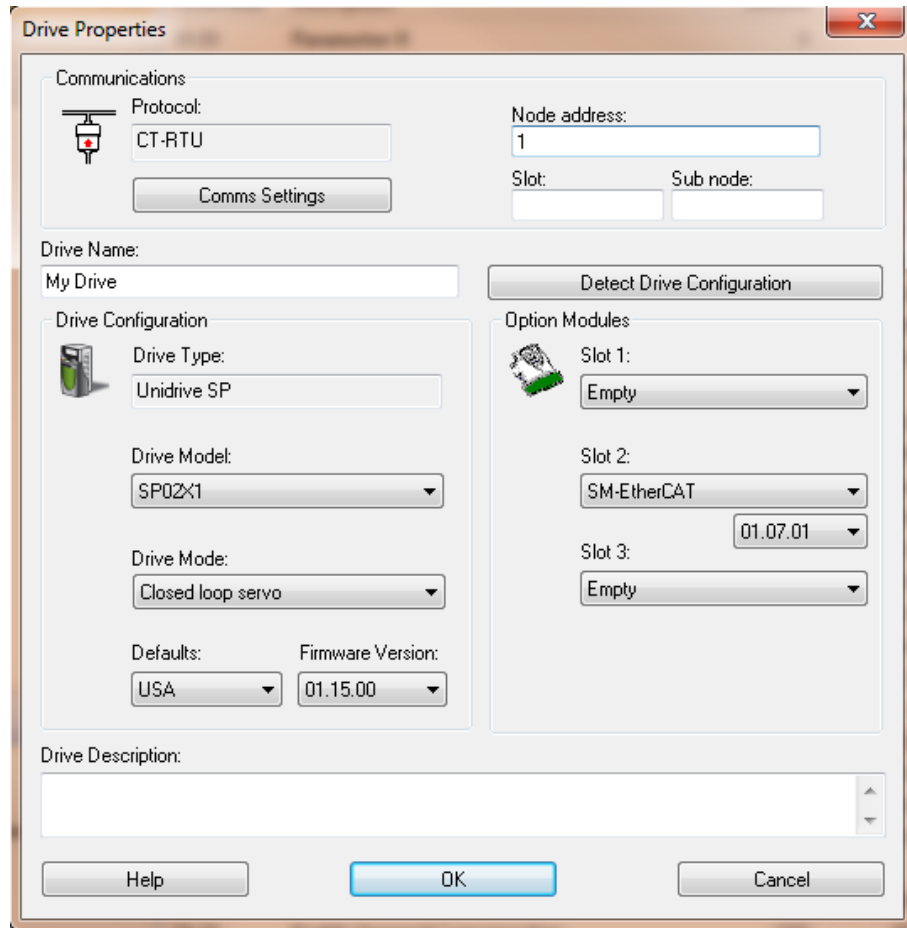 Drive Properties
Communications
Protocol:
CT-RTU
Comms Settings
Node address:
1
Slot:
Sub node:
Drive Name:
My Drive
Detect Drive Configuration
Drive Configuration
Drive Type:
Unidrive SP
Drive Model:
SP02X1
Drive Mode:
Closed loop servo
Defaults:
Firmware Version:
USA
01.15.00
Option Modules
Slot 1:
Empty
Slot 2:
SM-EtherCAT
01.07.01
Slot 3:
Empty
Drive Description:
Help
OK
Cancel